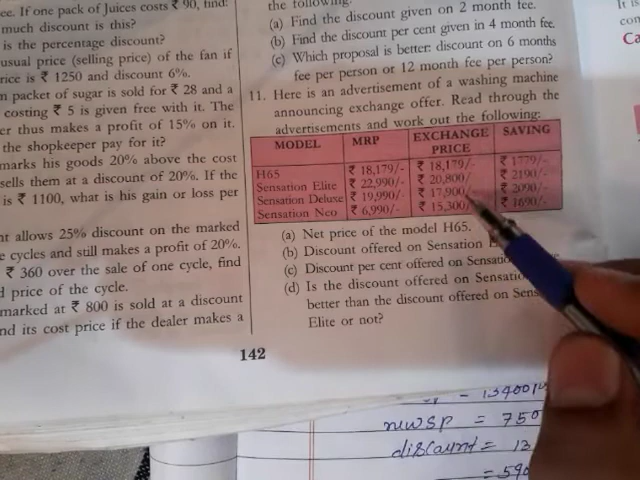 ce. If one pack of Juices costs ₹ 90, find:
much discount is this?
is the percentage discount?
usual price (selling price) of the fan if
rice is ₹ 1250 and discount 6%.
n packet of sugar is sold for ₹ 28 and a
costing ₹ 5 is given free with it. The
er thus makes a profit of 15% on it.
the shopkeeper pay for it?
marks his goods 20% above the cost
sells them at a discount of 20%. If the
is ₹ 1100, what is his gain or loss per
nt allows 25% discount on the marked
e cycles and still makes a profit of 20%.
₹ 360 over the sale of one cycle, find
d price of the cycle.
marked at ₹ 800 is sold at a discount
nd its cost price if the dealer makes a
the following:
(a) Find the discount given on 2 month fee.
(b) Find the discount per cent given in 4 month fee.
(c) Which proposal is better: discount on 6 months
fee per person or 12 month fee per person?
11. Here is an advertisement of a washing machine
announcing exchange offer. Read through the
advertisements and work out the following:
MODEL MRP EXCHANGE PRICE SAVING
H65 ₹ 18,179/- ₹ 18,179/- ₹ 1779/-
Sensation Elite ₹ 22,990/- ₹ 20,800/ ₹ 2190/-
Sensation Deluxe ₹ 19,990/- ₹ 17,900/- ₹ 2090/-
Sensation Neo ₹ 6,990/- ₹ 15,300/ ₹ 1690/-
(a) Net price of the model H65.
(b) Discount offered on Sensation E
(c) Discount per cent offered on Sensatio
(d) Is the discount offered on Sensatio
better than the discount offered on Sens
Elite or not?
142
It is
con
Ca
newSP = 750
discount = 13
= 590